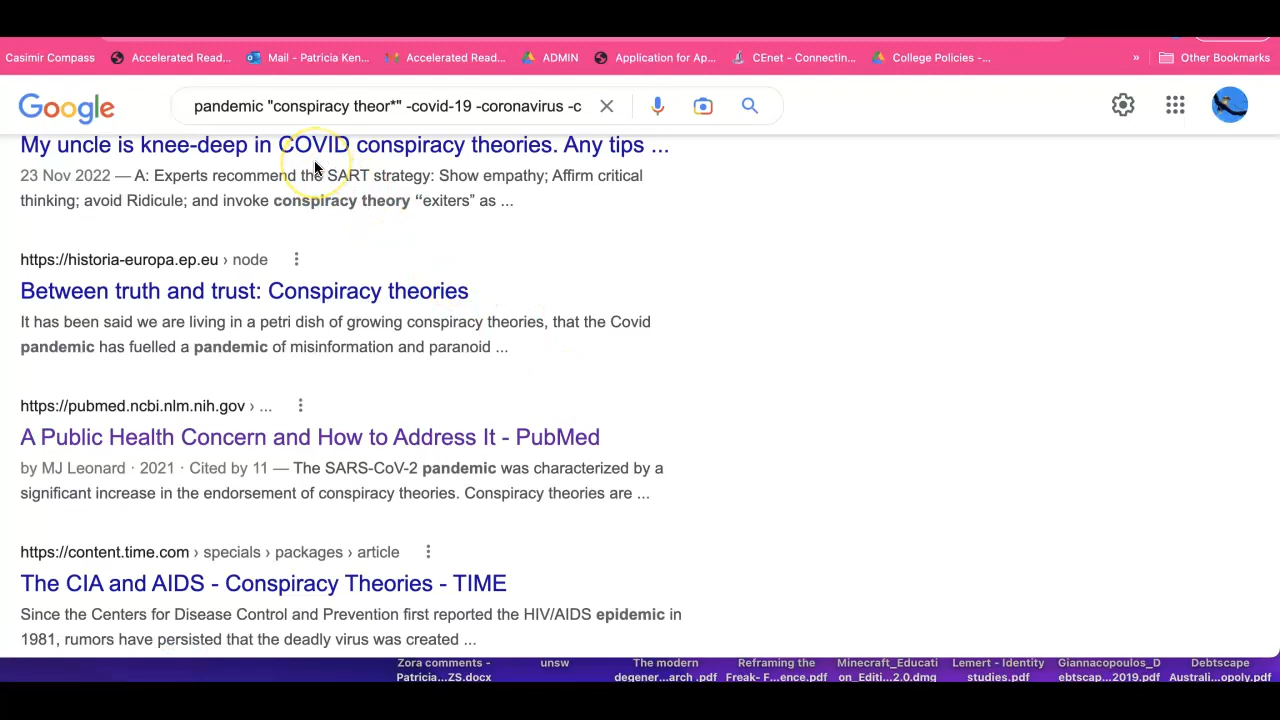 Casimir Compass Accelerated Read... Mail - Patricia Ken... Accelerated Read... ADMIN Application for Ap... CEnet - Connectin... College Policies -... » Other Bookmarks
Google pandemic "conspiracy theor*" -covid-19 -coronavirus -c
My uncle is knee-deep in COVID conspiracy theories. Any tips ...
23 Nov 2022 — A: Experts recommend the SART strategy: Show empathy; Affirm critical
thinking; avoid Ridicule; and invoke conspiracy theory “exiters” as ...
https://historia-europa.ep.eu › node
Between truth and trust: Conspiracy theories
It has been said we are living in a petri dish of growing conspiracy theories, that the Covid
pandemic has fuelled a pandemic of misinformation and paranoid ...
https://pubmed.ncbi.nlm.nih.gov › ...
A Public Health Concern and How to Address It - PubMed
by MJ Leonard · 2021 · Cited by 11 — The SARS-CoV-2 pandemic was characterized by a
significant increase in the endorsement of conspiracy theories. Conspiracy theories are ...
https://content.time.com › specials › packages › article
The CIA and AIDS - Conspiracy Theories - TIME
Since the Centers for Disease Control and Prevention first reported the HIV/AIDS epidemic in
1981, rumors have persisted that the deadly virus was created ...
Zora comments - unsw The modern Reframing the Minecraft_Educati Lemert - Identity Giannacopoulos_D Debtscape
Patricia...ZS.docx degener...arch .pdf Freak- F...ence.pdf on_Editi...2.0.dmg studies.pdf ebtscap...2019.pdf Australi...opoly.pdf